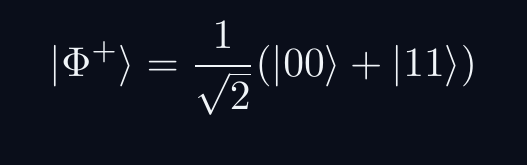 |Φ⁺⟩ = 1/√2 (|00⟩ + |11⟩)